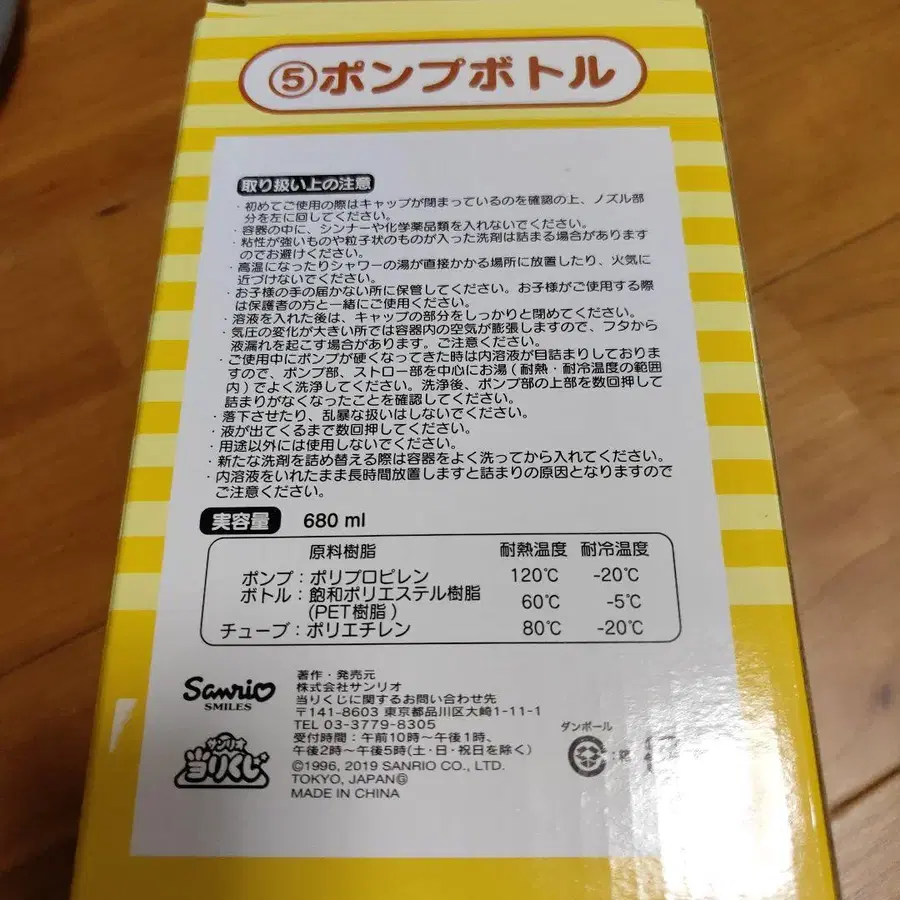 ⑤ポンプボトル
取り扱い上の注意
・初めてご使用の際はキャップが閉まっているのを確認の上、ノズル部
分を左に回してください。
・容器の中に、シンナーや化学薬品類を入れないでください。
・粘性が強いものや粒子状のものが入った洗剤は詰まる場合があります
のでお避けください。
・高温になったりシャワーの湯が直接かかる場所に放置したり、火気に
近づけないでください。
・お子様の手の届かない所に保管してください。お子様がご使用する際
は保護者の方と一緒にご使用ください。
・溶液を入れた後は、キャップの部分をしっかりと閉めてください。
・気圧の変化が大きい所では容器内の空気が膨張しますので、フタから
液漏れを起こす場合があります。ご注意ください。
・ご使用中にポンプが硬くなってきた時は内溶液が目詰まりしておりま
すので、ポンプ部、ストロー部を中心にお湯(耐熱・耐冷温度の範囲
内)でよく洗浄してください。洗浄後、ポンプ部の上部を数回押して
詰まりがなくなったことを確認してください。
・落下させたり、乱暴な扱いはしないでください。
・液が出てくるまで数回押してください。
・用途以外には使用しないでください。
・新たな洗剤を詰め替える際は容器をよく洗ってから入れてください。
・内溶液をいれたまま長時間放置しますと詰まりの原因となりますので
ご注意ください。
実容量 680 ml
原料樹脂 耐熱温度 耐冷温度
ポンプ:ポリプロピレン 120℃ -20℃
ボトル:飽和ポリエステル樹脂 60℃ -5℃
(PET樹脂)
チューブ:ポリエチレン 80℃ -20℃
Sanrio
SMILES
サンリオ
当りくじ
著作・発売元
株式会社サンリオ
当りくじに関するお問い合わせ先
〒141-8603 東京都品川区大崎1-11-1
TEL 03-3779-8305
受付時間:午前10時～午後1時、
午後2時～午後5時(土・日・祝日を除く)
©1996, 2019 SANRIO CO., LTD.
TOKYO, JAPAN Ⓖ
MADE IN CHINA
ダンボール